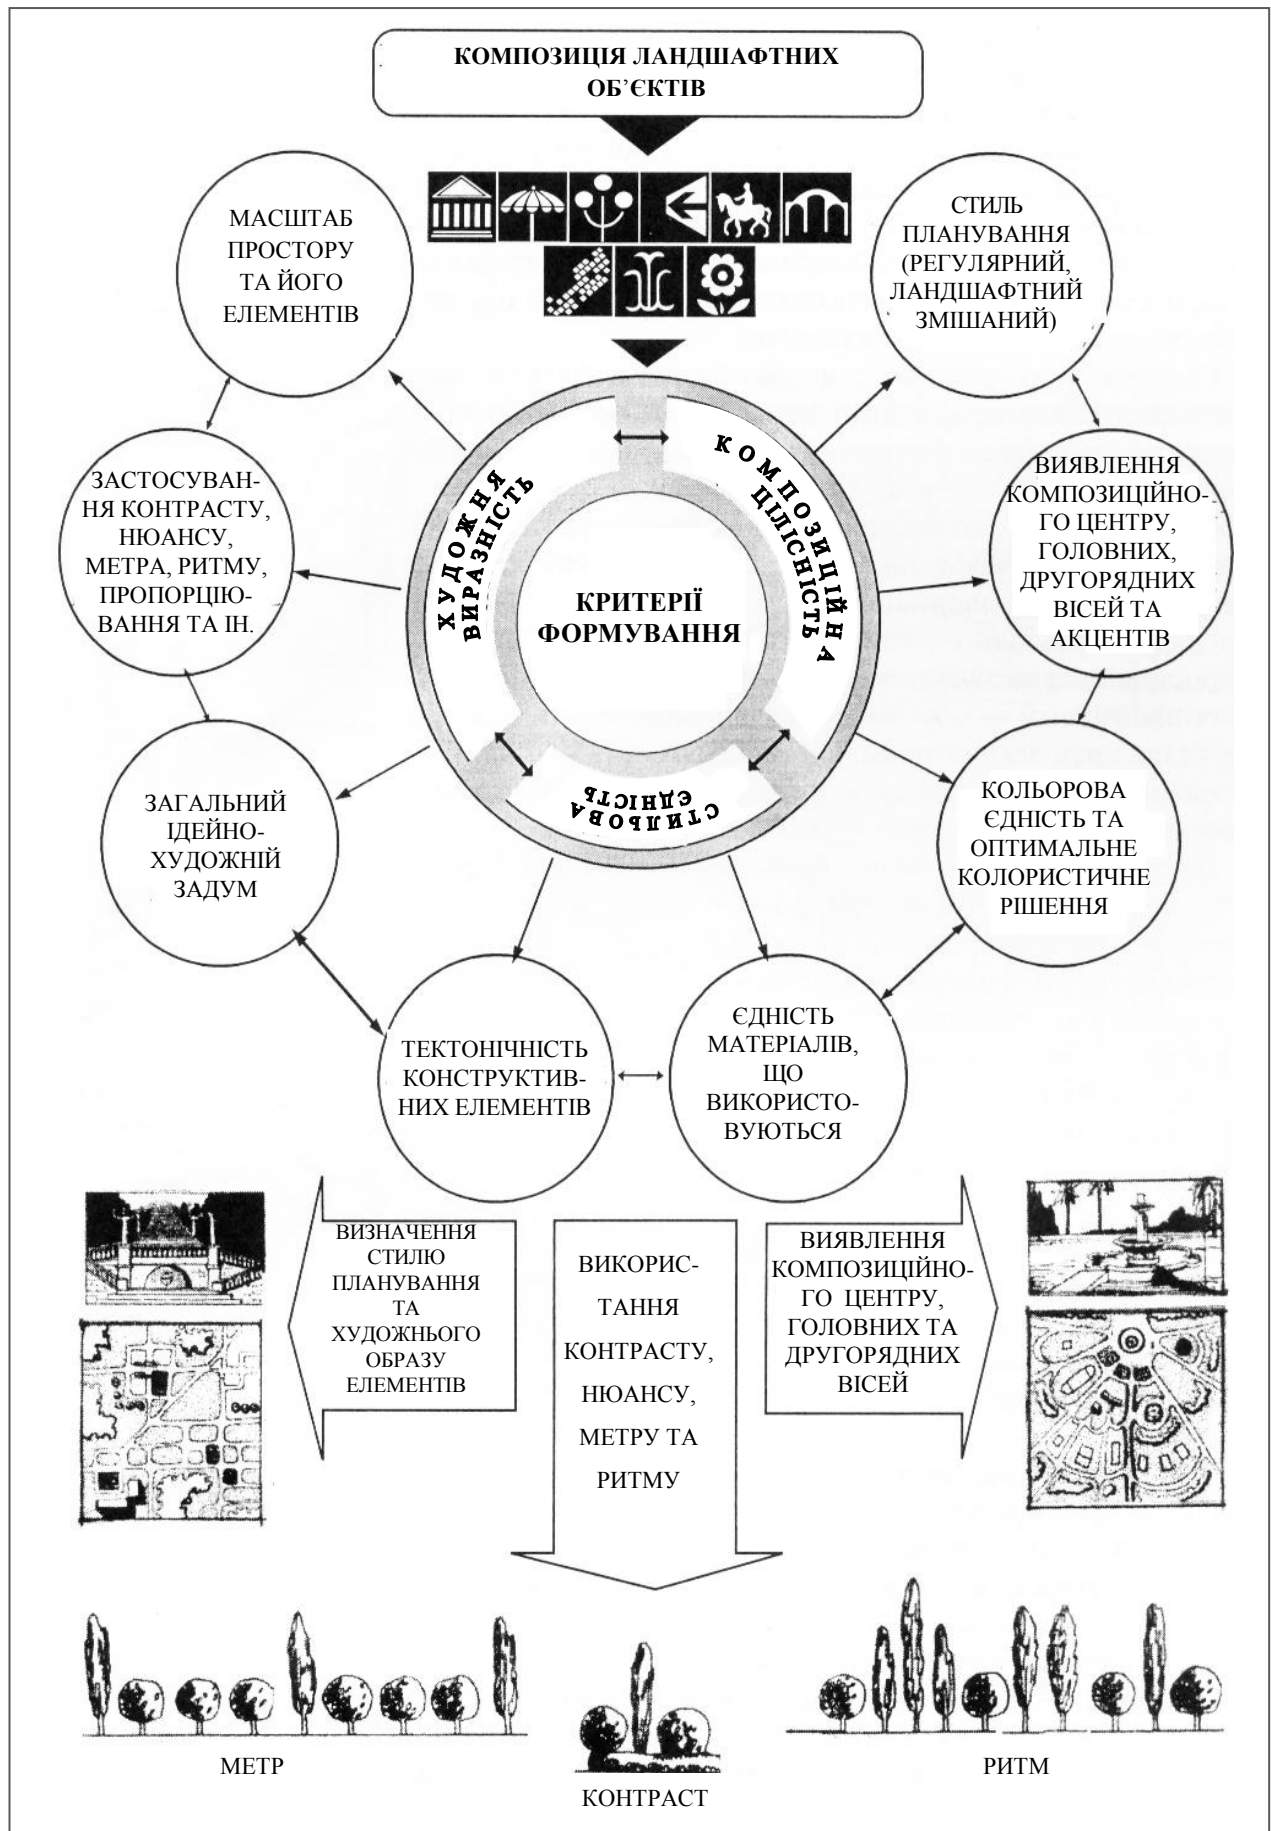 КОМПОЗИЦІЯ ЛАНДШАФТНИХ
ОБ’ЄКТІВ
МАСШТАБ
ПРОСТОРУ
ТА ЙОГО
ЕЛЕМЕНТІВ
СТИЛЬ
ПЛАНУВАННЯ
(РЕГУЛЯРНИЙ,
ЛАНДШАФТНИЙ
ЗМІШАНИЙ)
ЗАСТОСУВАН-
НЯ КОНТРАСТУ,
НЮАНСУ,
МЕТРА, РИТМУ,
ПРОПОРЦІЮ-
ВАННЯ ТА ІН.
ХУДОЖНЯ
ВИРАЗНІСТЬ
КОМПОЗИЦІЙНА
ЦІЛІСНІСТЬ
КРИТЕРІЇ
ФОРМУВАННЯ
СТИЛЬОВА
ЄДНІСТЬ
ВИЯВЛЕННЯ
КОМПОЗИЦІЙНО-
ГО ЦЕНТРУ,
ГОЛОВНИХ,
ДРУГОРЯДНИХ
ВІСЕЙ ТА
АКЦЕНТІВ
ЗАГАЛЬНИЙ
ІДЕЙНО-
ХУДОЖНІЙ
ЗАДУМ
КОЛЬОРОВА
ЄДНІСТЬ ТА
ОПТИМАЛЬНЕ
КОЛОРИСТИЧНЕ
РІШЕННЯ
ТЕКТОНІЧНІСТЬ
КОНСТРУКТИВ-
НИХ ЕЛЕМЕНТІВ
ЄДНІСТЬ
МАТЕРІАЛІВ,
ЩО
ВИКОРИСТО-
ВУЮТЬСЯ
ВИЗНАЧЕННЯ
СТИЛЮ
ПЛАНУВАННЯ
ТА
ХУДОЖНЬОГО
ОБРАЗУ
ЕЛЕМЕНТІВ
ВИКОРИС-
ТАННЯ
КОНТРАСТУ,
НЮАНСУ,
МЕТРУ ТА
РИТМУ
ВИЯВЛЕННЯ
КОМПОЗИЦІЙНО-
ГО ЦЕНТРУ,
ГОЛОВНИХ ТА
ДРУГОРЯДНИХ
ВІСЕЙ
МЕТР
КОНТРАСТ
РИТМ